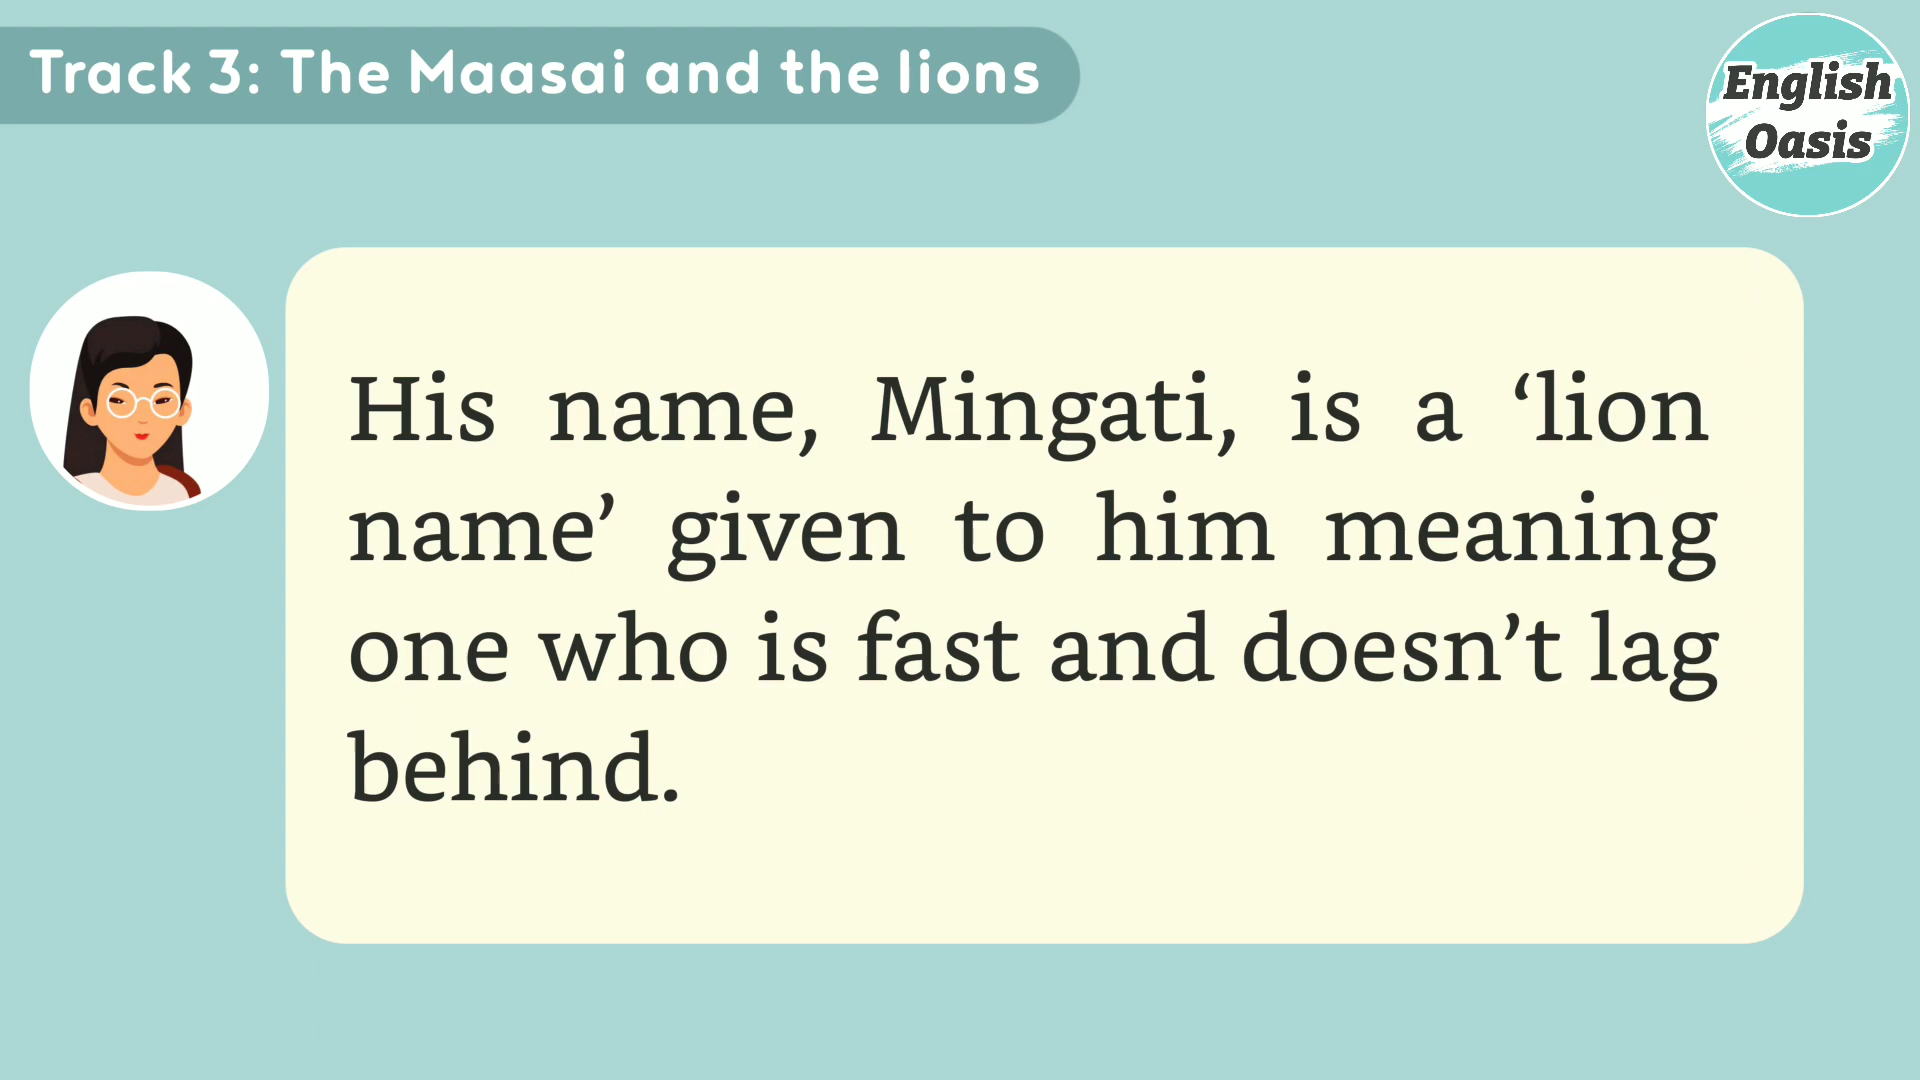 Track 3: The Maasai and the lions
English
Oasis
His name, Mingati, is a ‘lion
name’ given to him meaning
one who is fast and doesn’t lag
behind.